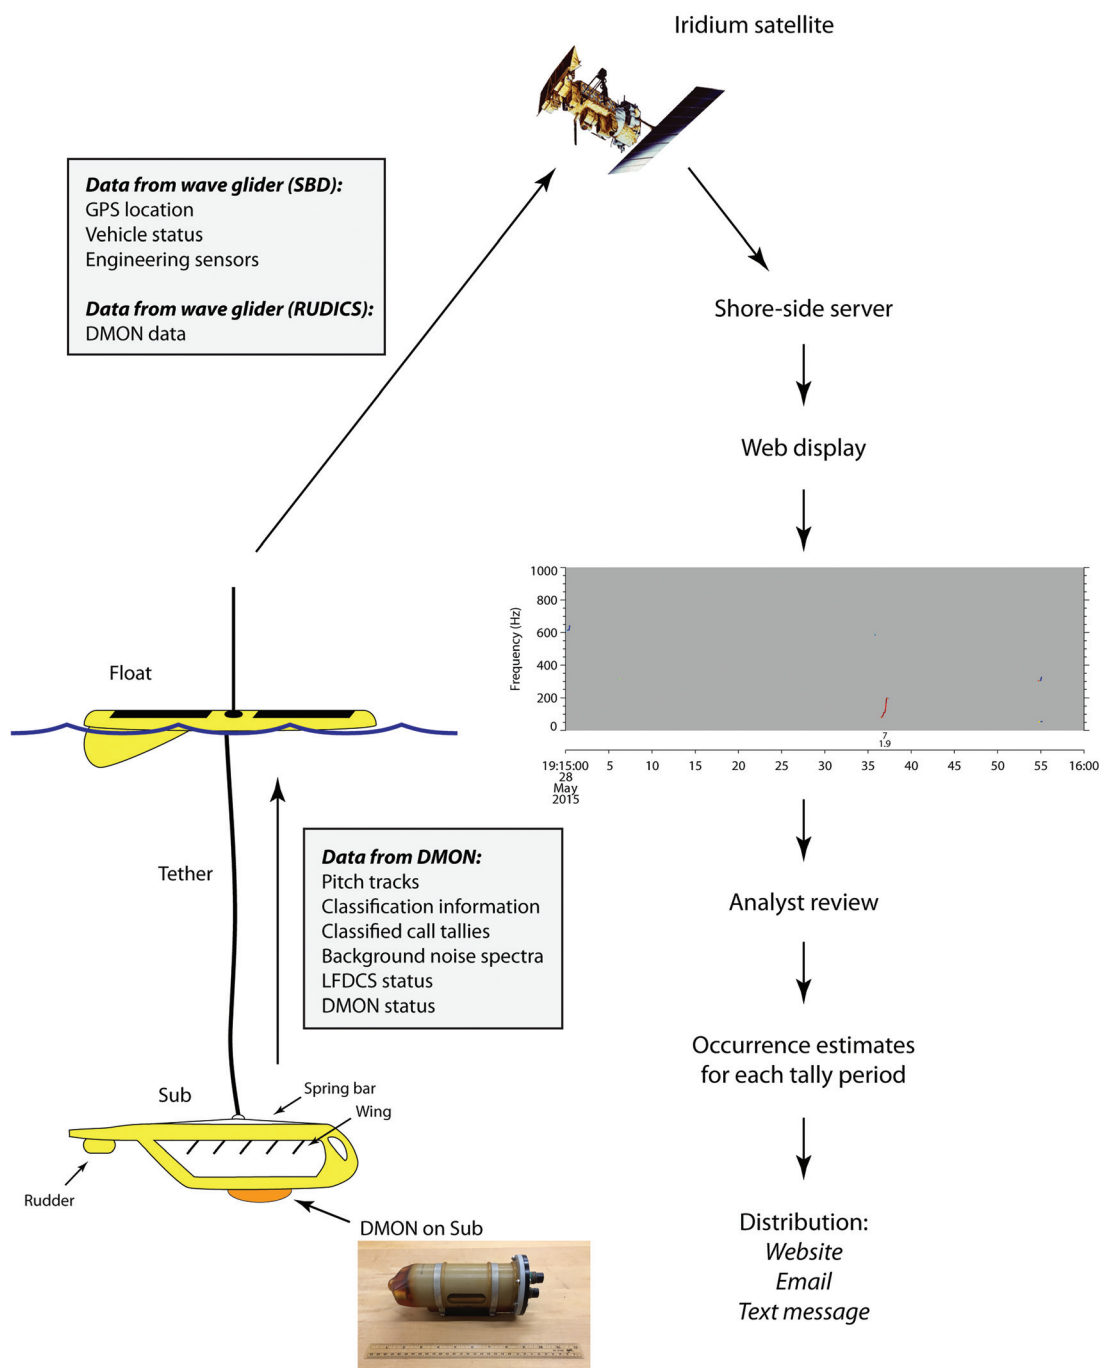 Iridium satellite
Data from wave glider (SBD):
GPS location
Vehicle status
Engineering sensors
Data from wave glider (RUDICS):
DMON data
Shore-side server
Web display
1000
800
600
400
200
0
Frequency (Hz)
7
1.9
19:15:00 5 10 15 20 25 30 35 40 45 50 55 16:00
28
May
2015
Float
Tether
Data from DMON:
Pitch tracks
Classification information
Classified call tallies
Background noise spectra
LFDCS status
DMON status
Analyst review
Occurrence estimates
for each tally period
Sub
Spring bar
Wing
Rudder
DMON on Sub
Distribution:
Website
Email
Text message